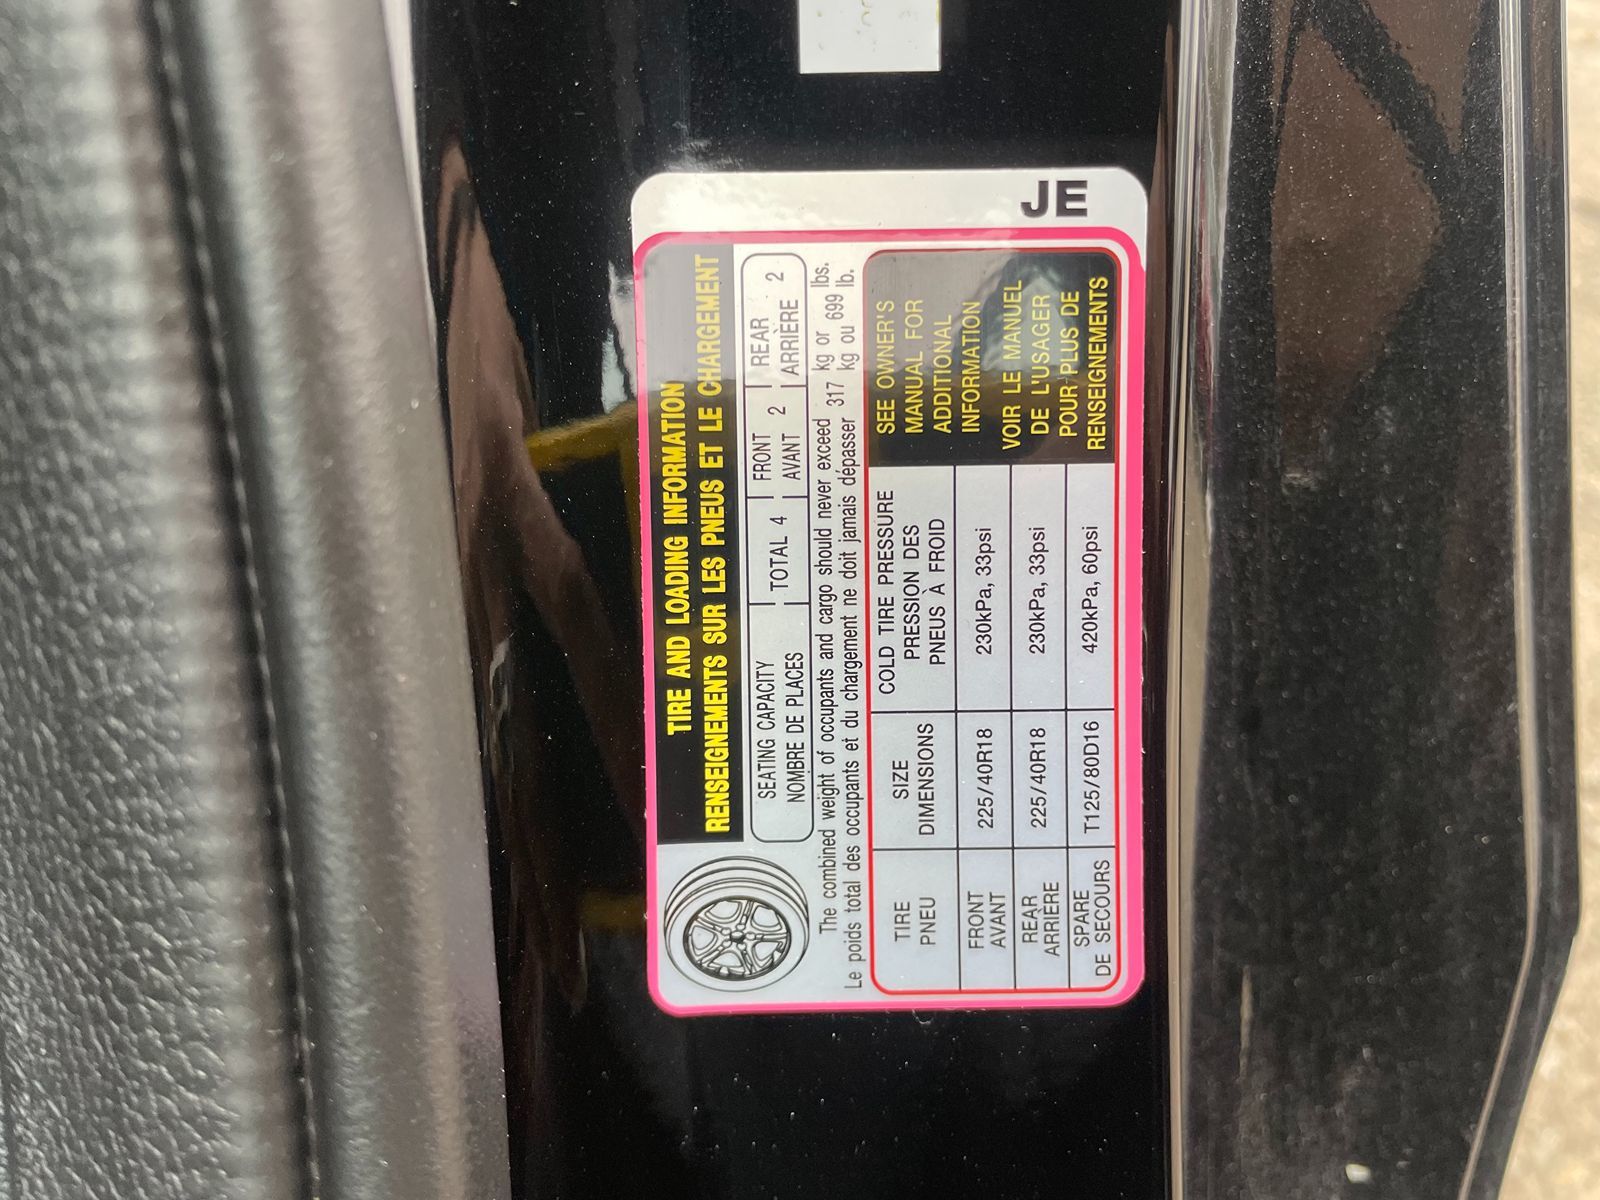 JE
TIRE AND LOADING INFORMATION
RENSEIGNEMENTS SUR LES PNEUS ET LE CHARGEMENT
SEATING CAPACITY
NOMBRE DE PLACES
TOTAL 4
FRONT
AVANT 2
REAR
ARRIÈRE 2
The combined weight of occupants and cargo should never exceed 317 kg or 699 lbs.
Le poids total des occupants et du chargement ne doit jamais dépasser 317 kg ou 699 lb.
TIRE
PNEU
SIZE
DIMENSIONS
COLD TIRE PRESSURE
PRESSION DES
PNEUS À FROID
FRONT
AVANT
225/40R18
230kPa, 33psi
REAR
ARRIÈRE
225/40R18
230kPa, 33psi
SPARE
DE SECOURS
T125/80D16
420kPa, 60psi
SEE OWNER'S
MANUAL FOR
ADDITIONAL
INFORMATION
VOIR LE MANUEL
DE L'USAGER
POUR PLUS DE
RENSEIGNEMENTS